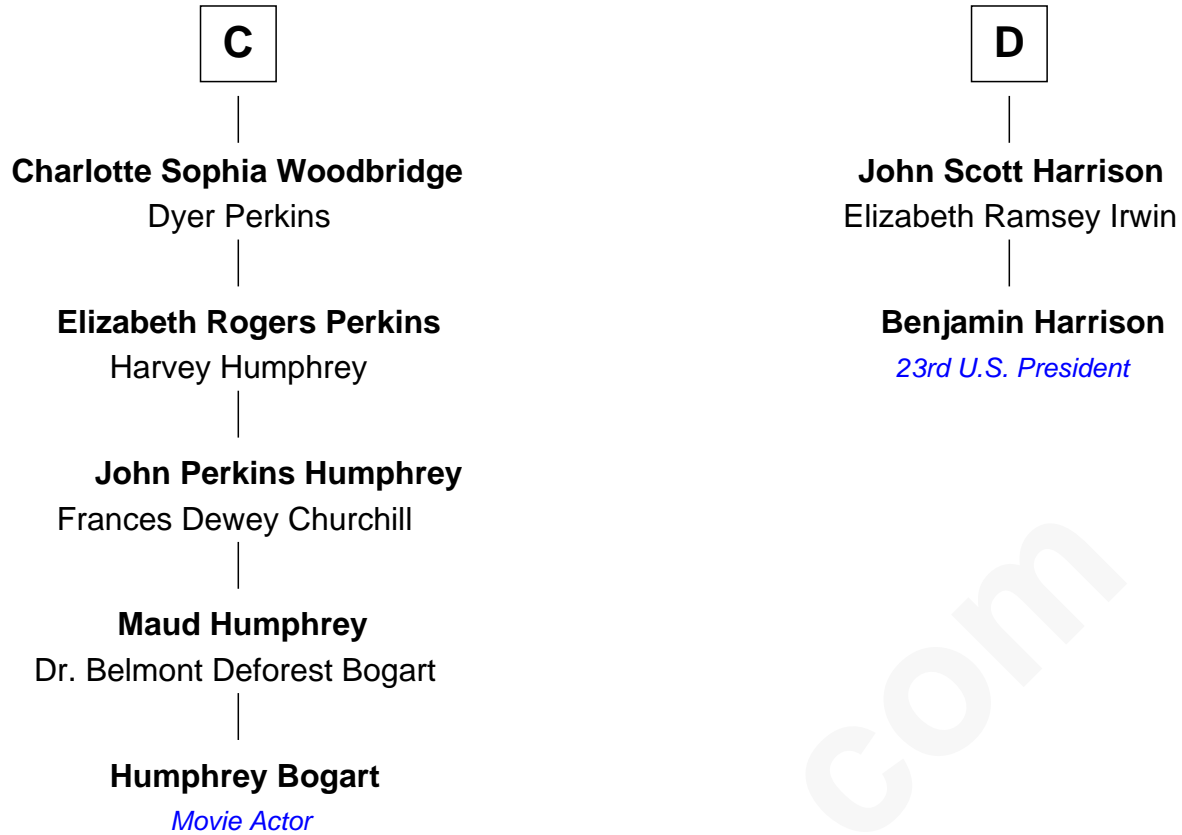 C
Charlotte Sophia Woodbridge
Dyer Perkins
Elizabeth Rogers Perkins
Harvey Humphrey
John Perkins Humphrey
Frances Dewey Churchill
Maud Humphrey
Dr. Belmont Deforest Bogart
Humphrey Bogart
Movie Actor
D
John Scott Harrison
Elizabeth Ramsey Irwin
Benjamin Harrison
23rd U.S. President
com